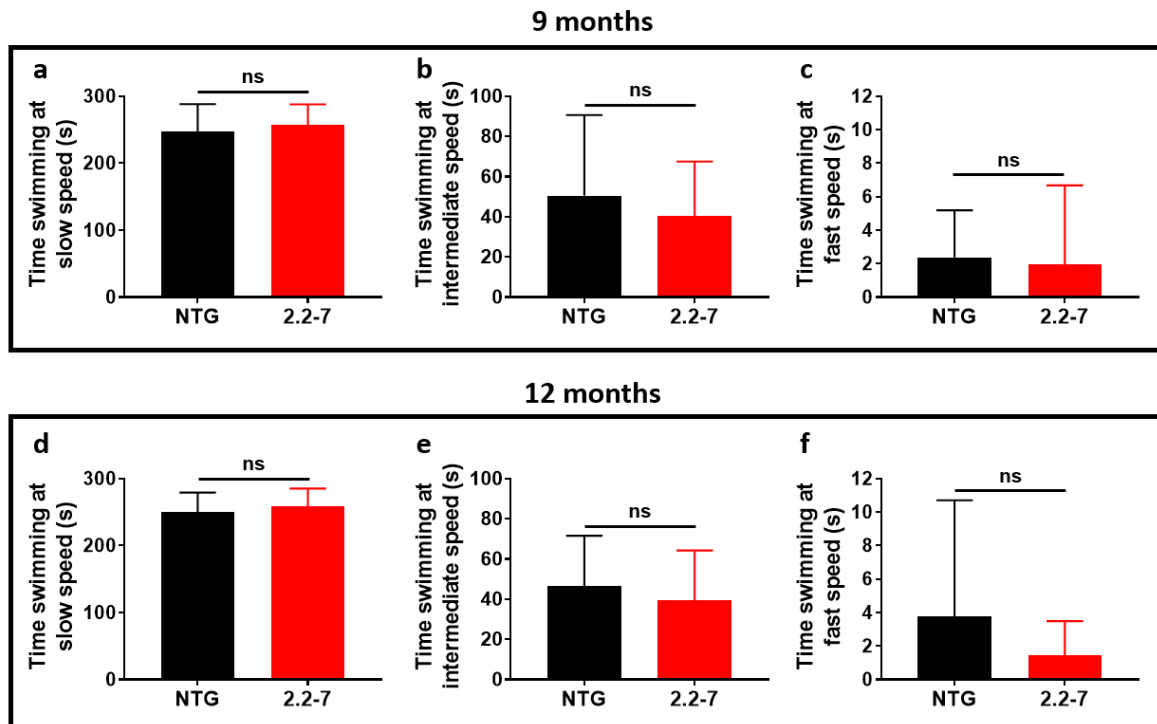 9 months
a
ns
Time swimming at
slow speed (s)
300
200
100
0
NTG 2.2-7
b
ns
Time swimming at
intermediate speed (s)
100
80
60
40
20
0
NTG 2.2-7
c
ns
Time swimming at
fast speed (s)
12
10
8
6
4
2
0
NTG 2.2-7
12 months
d
ns
Time swimming at
slow speed (s)
300
200
100
0
NTG 2.2-7
e
ns
Time swimming at
intermediate speed (s)
100
80
60
40
20
0
NTG 2.2-7
f
ns
Time swimming at
fast speed (s)
12
10
8
6
4
2
0
NTG 2.2-7